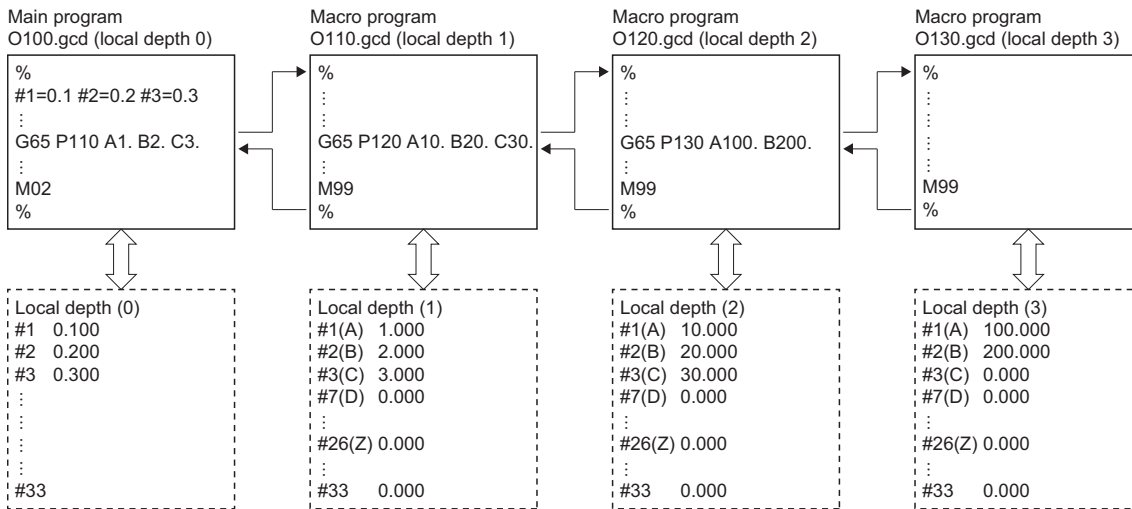 Main program
O100.gcd (local depth 0)
%
#1=0.1 #2=0.2 #3=0.3
⋮
G65 P110 A1. B2. C3.
⋮
M02
%
Macro program
O110.gcd (local depth 1)
%
⋮
⋮
G65 P120 A10. B20. C30.
⋮
M99
%
Macro program
O120.gcd (local depth 2)
%
⋮
⋮
G65 P130 A100. B200.
⋮
M99
%
Macro program
O130.gcd (local depth 3)
%
⋮
⋮
⋮
⋮
M99
%
Local depth (0)
#1 0.100
#2 0.200
#3 0.300
⋮
⋮
⋮
⋮
#33
Local depth (1)
#1(A) 1.000
#2(B) 2.000
#3(C) 3.000
#7(D) 0.000
⋮
#26(Z) 0.000
⋮
#33 0.000
Local depth (2)
#1(A) 10.000
#2(B) 20.000
#3(C) 30.000
#7(D) 0.000
⋮
#26(Z) 0.000
⋮
#33 0.000
Local depth (3)
#1(A) 100.000
#2(B) 200.000
#3(C) 0.000
#7(D) 0.000
⋮
#26(Z) 0.000
⋮
#33 0.000